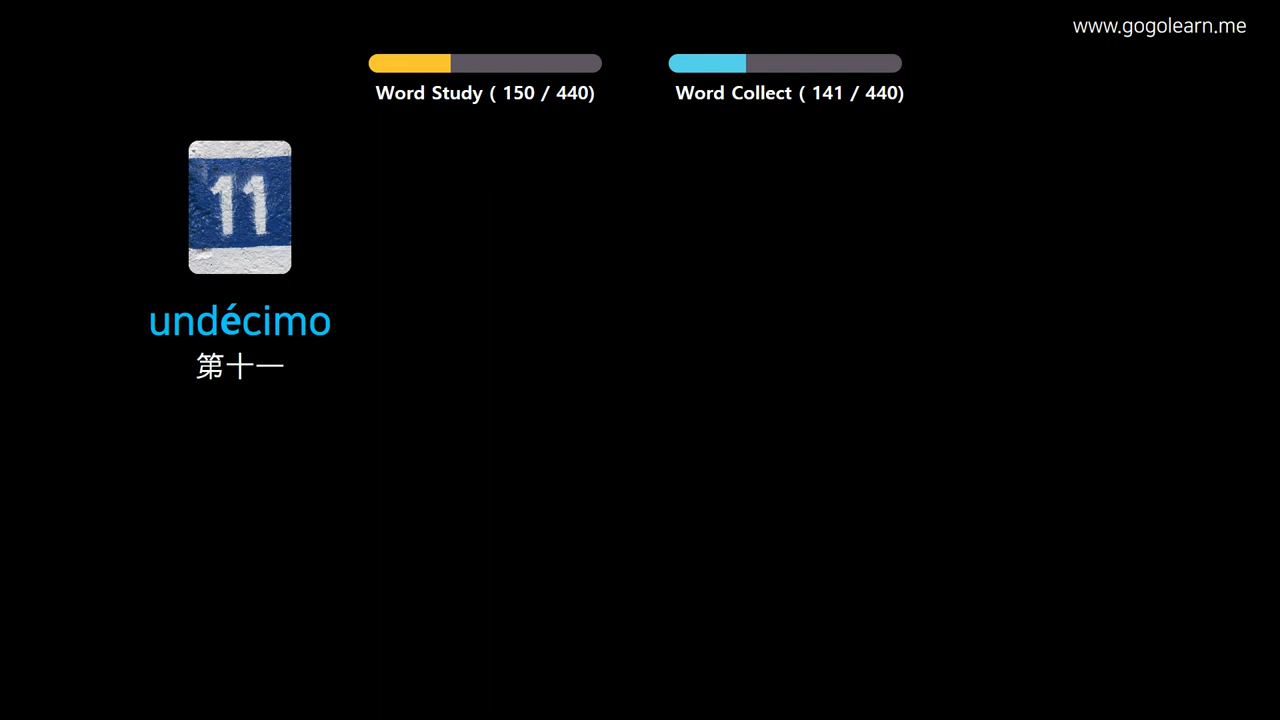 www.gogolearn.me
Word Study ( 150 / 440)
Word Collect ( 141 / 440)
11
undécimo
第十一